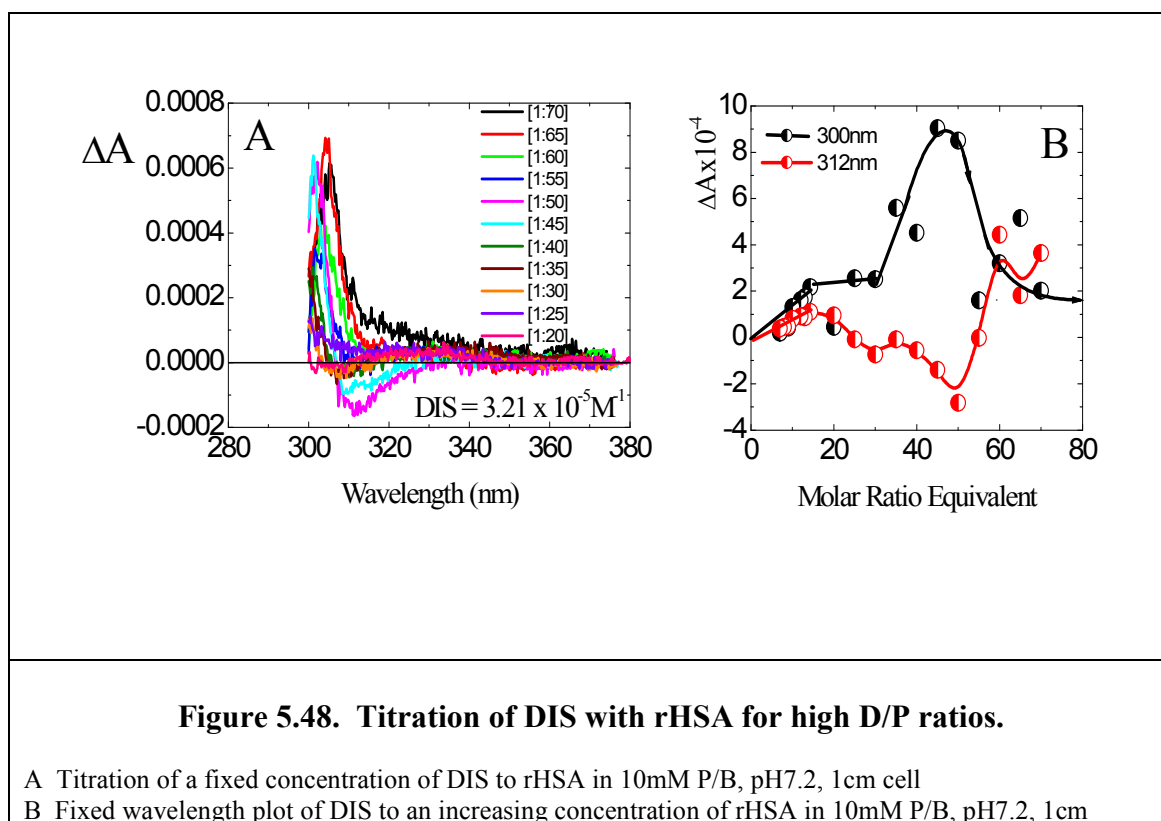 A
ΔA
0.0008
0.0006
0.0004
0.0002
0.0000
-0.0002
300 320 340 360 380
Wavelength (nm)
[1:70]
[1:65]
[1:60]
[1:55]
[1:50]
[1:45]
[1:40]
[1:35]
[1:30]
[1:25]
[1:20]
DIS = 3.21 x 10⁻⁵M⁻¹
B
ΔAx10⁻⁴
10
8
6
4
2
0
-2
-4
0 20 40 60 80
Molar Ratio Equivalent
300nm
312nm
Figure 5.48. Titration of DIS with rHSA for high D/P ratios.
A Titration of a fixed concentration of DIS to rHSA in 10mM P/B, pH7.2, 1cm cell
B Fixed wavelength plot of DIS to an increasing concentration of rHSA in 10mM P/B, pH7.2, 1cm